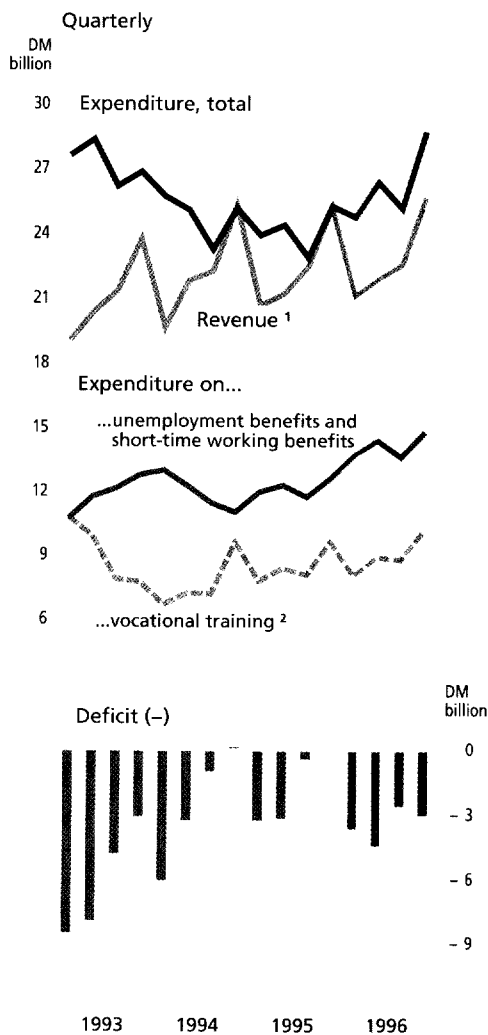 Quarterly
DM
billion
30
Expenditure, total
27
24
21
Revenue ¹
18
Expenditure on...
15
...unemployment benefits and
short-time working benefits
12
9
6
...vocational training ²
DM
billion
Deficit (–)
0
– 3
– 6
– 9
1993 1994 1995 1996